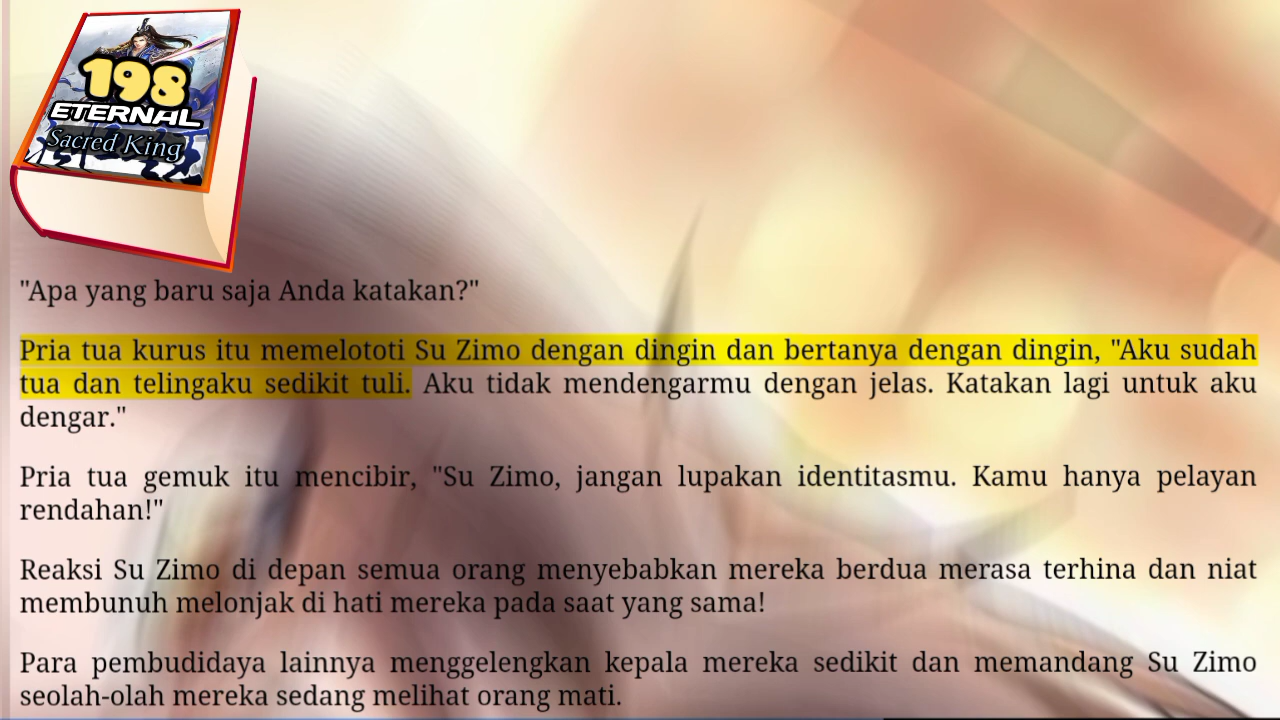 198
ETERNAL
Sacred King
"Apa yang baru saja Anda katakan?"
Pria tua kurus itu memelototi Su Zimo dengan dingin dan bertanya dengan dingin, "Aku sudah
tua dan telingaku sedikit tuli. Aku tidak mendengarmu dengan jelas. Katakan lagi untuk aku
dengar."
Pria tua gemuk itu mencibir, "Su Zimo, jangan lupakan identitasmu. Kamu hanya pelayan
rendahan!"
Reaksi Su Zimo di depan semua orang menyebabkan mereka berdua merasa terhina dan niat
membunuh melonjak di hati mereka pada saat yang sama!
Para pembudidaya lainnya menggelengkan kepala mereka sedikit dan memandang Su Zimo
seolah-olah mereka sedang melihat orang mati.